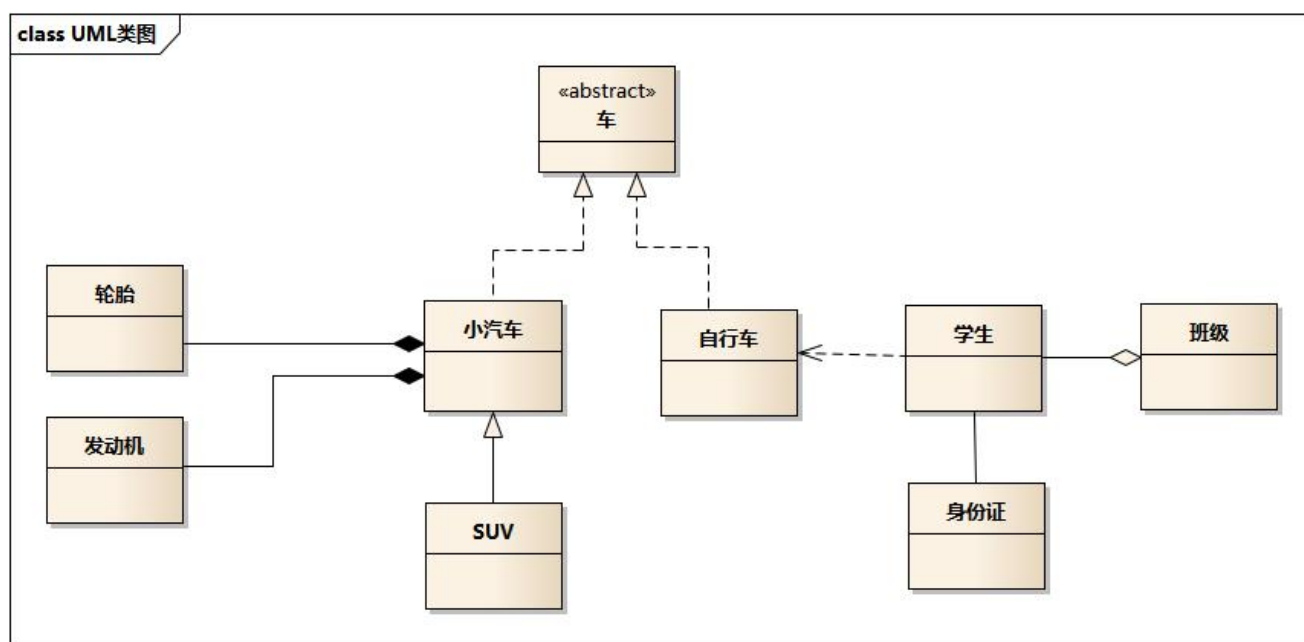 class UML类图
«abstract»
车
轮胎
小汽车
自行车
学生
班级
发动机
SUV
身份证